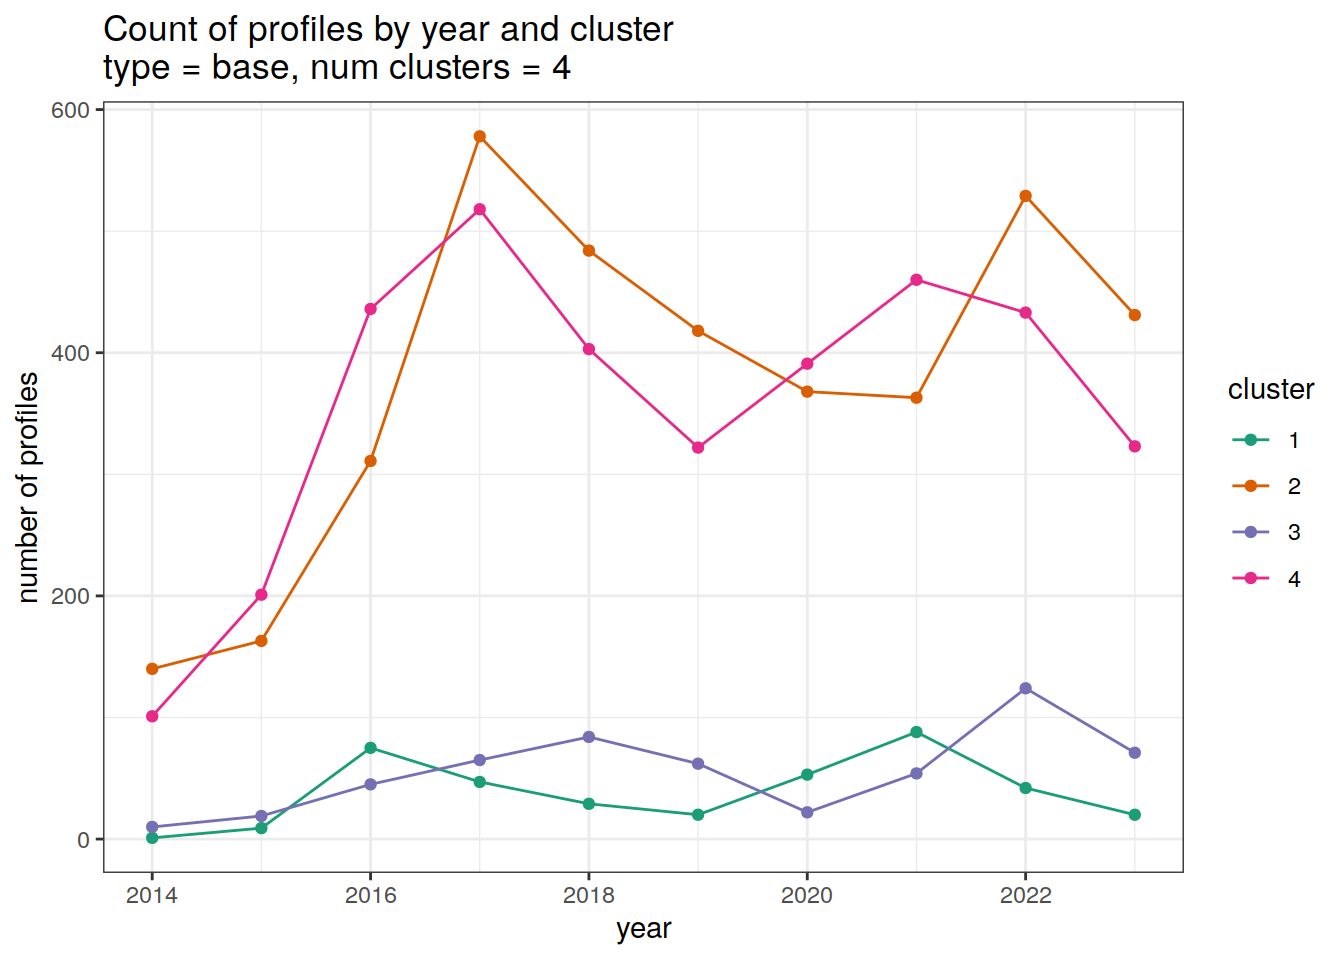 Count of profiles by year and cluster
type = base, num clusters = 4
600
400
200
0
number of profiles
2014
2016
2018
2020
2022
year
cluster
1
2
3
4